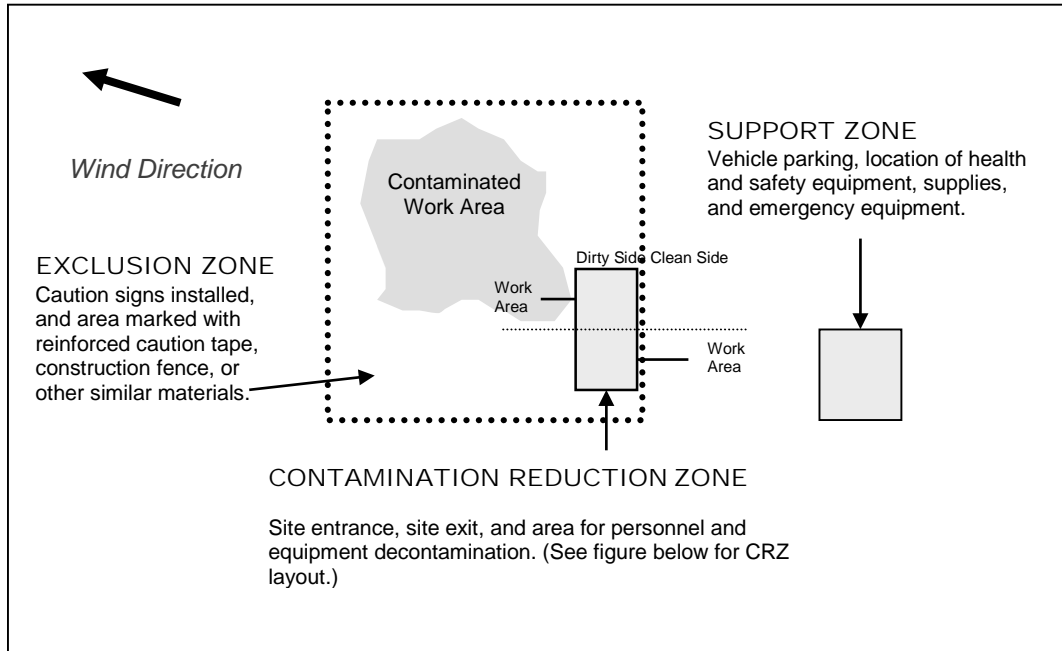 Wind Direction
EXCLUSION ZONE
Caution signs installed,
and area marked with
reinforced caution tape,
construction fence, or
other similar materials.
Contaminated
Work Area
Dirty Side Clean Side
Work
Area
Work
Area
SUPPORT ZONE
Vehicle parking, location of health
and safety equipment, supplies,
and emergency equipment.
CONTAMINATION REDUCTION ZONE
Site entrance, site exit, and area for personnel and
equipment decontamination. (See figure below for CRZ
layout.)